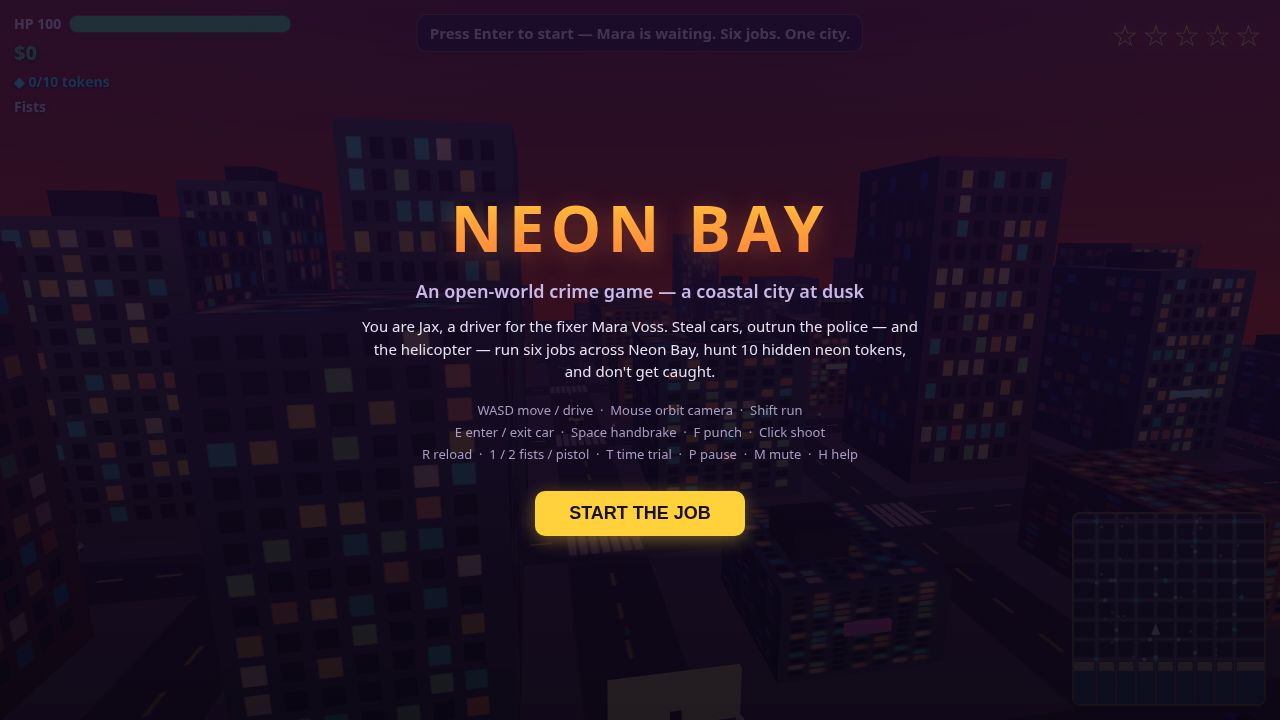 HP 100
Press Enter to start — Mara is waiting. Six jobs. One city.
$0
◆ 0/10 tokens
Fists
NEON BAY
An open-world crime game — a coastal city at dusk
You are Jax, a driver for the fixer Mara Voss. Steal cars, outrun the police — and
the helicopter — run six jobs across Neon Bay, hunt 10 hidden neon tokens,
and don't get caught.
WASD move / drive · Mouse orbit camera · Shift run
E enter / exit car · Space handbrake · F punch · Click shoot
R reload · 1 / 2 fists / pistol · T time trial · P pause · M mute · H help
START THE JOB